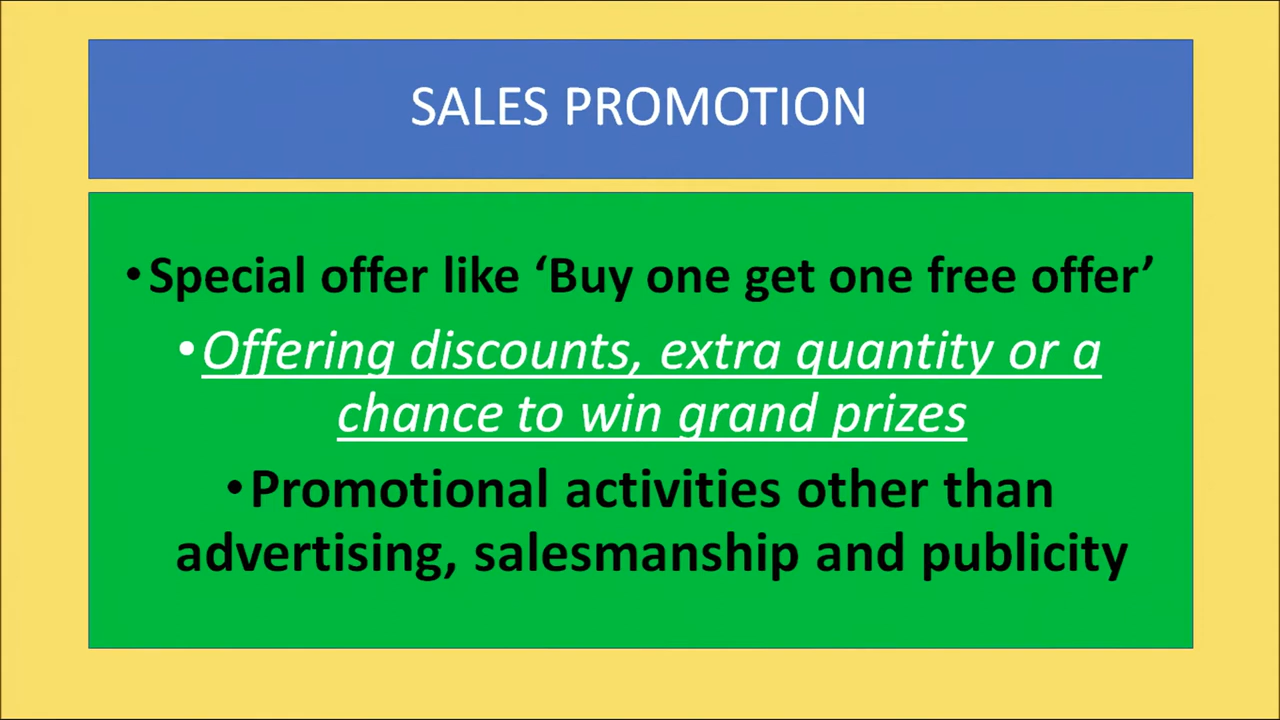 SALES PROMOTION
•Special offer like ‘Buy one get one free offer’
•Offering discounts, extra quantity or a
chance to win grand prizes
•Promotional activities other than
advertising, salesmanship and publicity